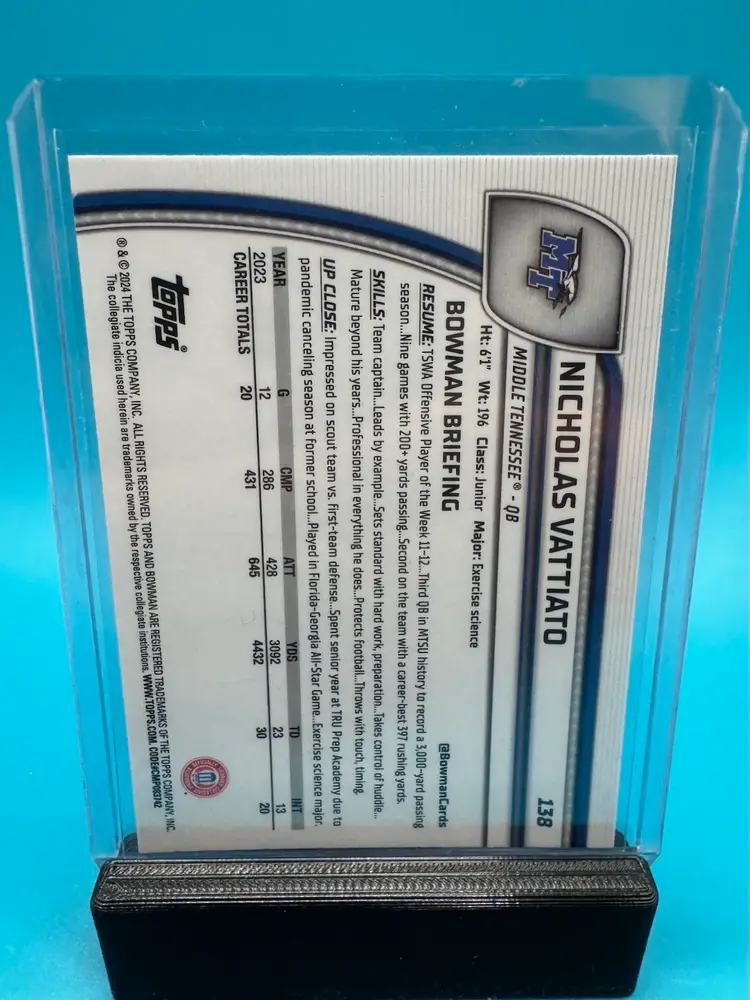 138
NICHOLAS VATTIATO
MT
MIDDLE TENNESSEE® - QB
Ht: 6'1" Wt: 196 Class: Junior Major: Exercise science
BOWMAN BRIEFING
@BowmanCards
RESUME: TSWA Offensive Player of the Week 11-12...Third QB in MTSU history to record a 3,000-yard passing
season...Nine games with 200+ yards passing...Second on the team with a career-best 397 rushing yards.
SKILLS: Team captain...Leads by example...Sets standard with hard work, preparation...Takes control of huddle...
Mature beyond his years...Professional in everything he does...Protects football...Throws with touch, timing.
UP CLOSE: Impressed on scout team vs. first-team defense...Spent senior year at TRU Prep Academy due to
pandemic canceling season at former school...Played in Florida-Georgia All-Star Game...Exercise science major.
YEAR G CMP ATT YDS TD INT
2023 12 286 428 3092 23 13
CAREER TOTALS 20 431 645 4432 30 20
topps®
® & © 2024 THE TOPPS COMPANY, INC. ALL RIGHTS RESERVED. TOPPS AND BOWMAN ARE REGISTERED TRADEMARKS OF THE TOPPS COMPANY, INC.
The collegiate indicia used herein are trademarks owned by the respective collegiate institutions. WWW.TOPPS.COM. CODE#CMP083742